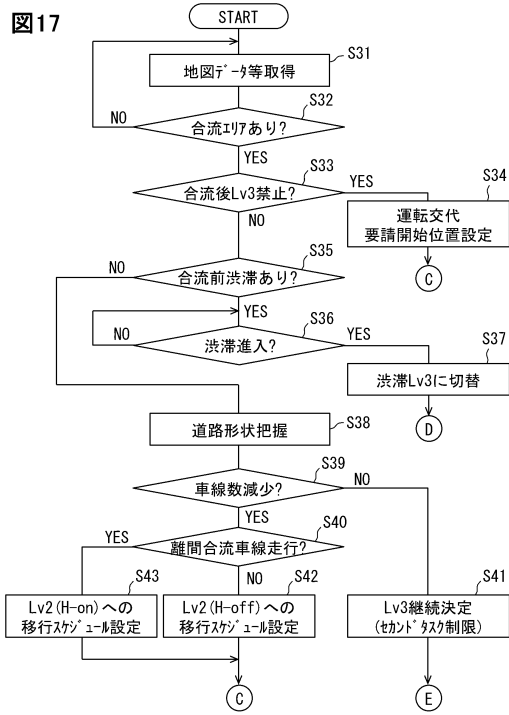 図17
START
地図ﾃﾞｰﾀ等取得
S31
合流ｴﾘｱあり?
S32
NO
YES
合流後Lv3禁止?
S33
YES
NO
運転交代
要請開始位置設定
S34
C
合流前渋滞あり?
S35
NO
YES
渋滞進入?
S36
NO
YES
渋滞Lv3に切替
S37
D
道路形状把握
S38
車線数減少?
S39
NO
YES
離間合流車線走行?
S40
YES
NO
Lv2(H-on)への
移行ｽｹｼﾞｭｰﾙ設定
S43
Lv2(H-off)への
移行ｽｹｼﾞｭｰﾙ設定
S42
Lv3継続決定
(ｾｶﾝﾄﾞﾀｽｸ制限)
S41
C
E